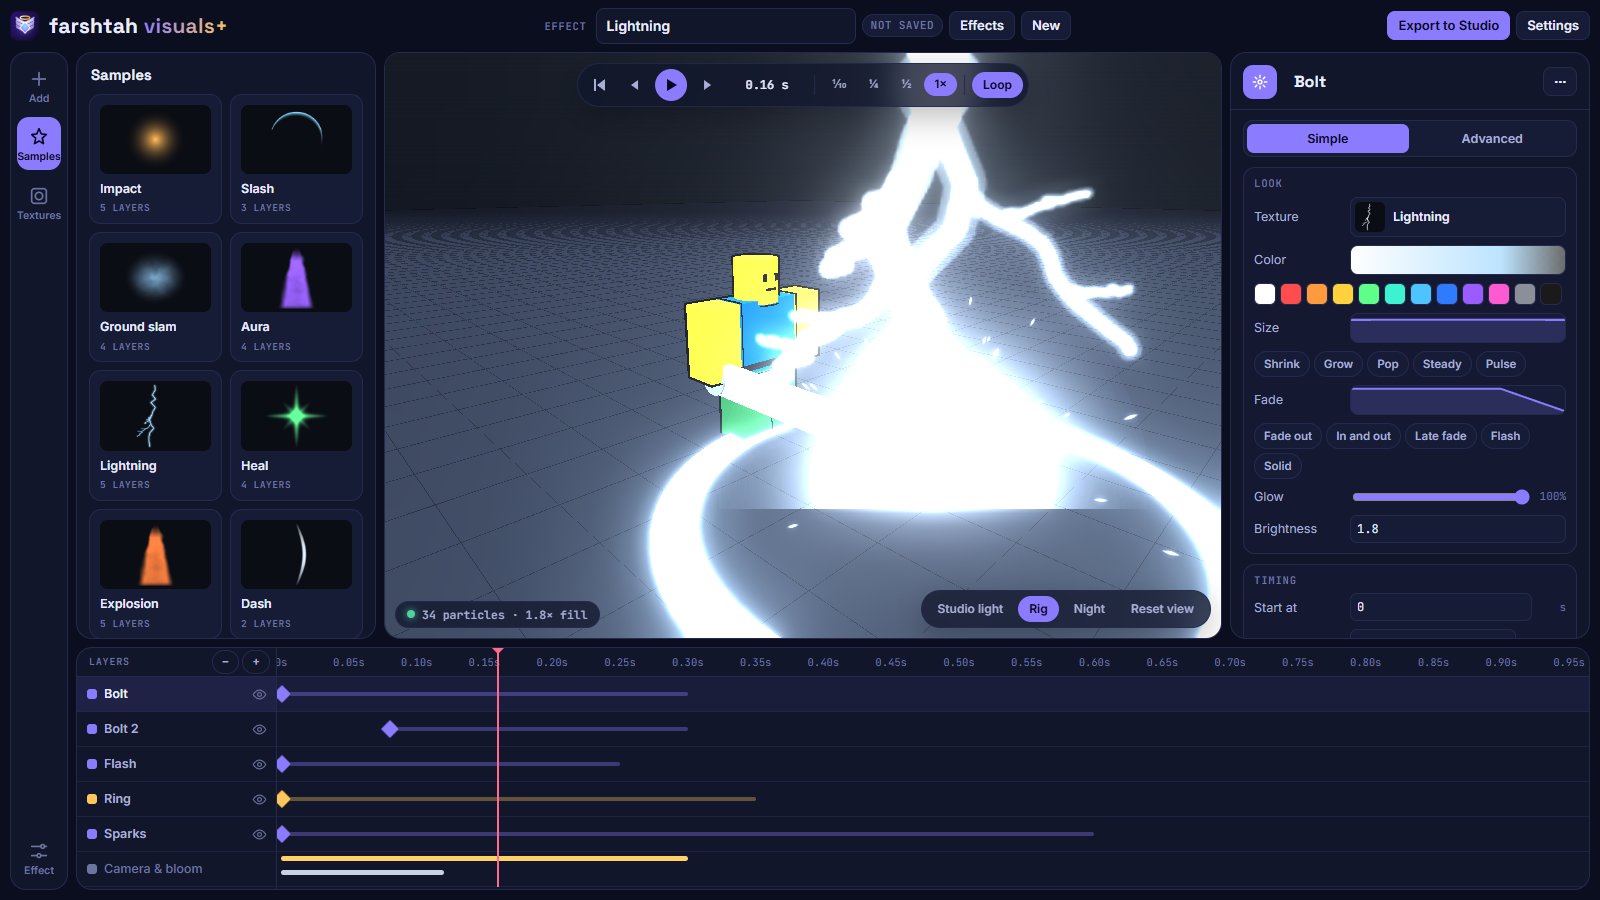 farshtah visuals+
EFFECT
Lightning
NOT SAVED
Effects
New
Export to Studio
Settings
Add
Samples
Textures
Effect
Samples
Impact
5 LAYERS
Slash
3 LAYERS
Ground slam
4 LAYERS
Aura
4 LAYERS
Lightning
5 LAYERS
Heal
4 LAYERS
Explosion
5 LAYERS
Dash
2 LAYERS
0.16 s
⅒
¼
½
1×
Loop
34 particles · 1.8× fill
Studio light
Rig
Night
Reset view
Bolt
Simple
Advanced
LOOK
Texture
Lightning
Color
Size
Shrink
Grow
Pop
Steady
Pulse
Fade
Fade out
In and out
Late fade
Flash
Solid
Glow
100%
Brightness
1.8
TIMING
Start at
0
s
LAYERS
-
+
0s 0.05s 0.10s 0.15s 0.20s 0.25s 0.30s 0.35s 0.40s 0.45s 0.50s 0.55s 0.60s 0.65s 0.70s 0.75s 0.80s 0.85s 0.90s 0.95s
Bolt
Bolt 2
Flash
Ring
Sparks
Camera & bloom